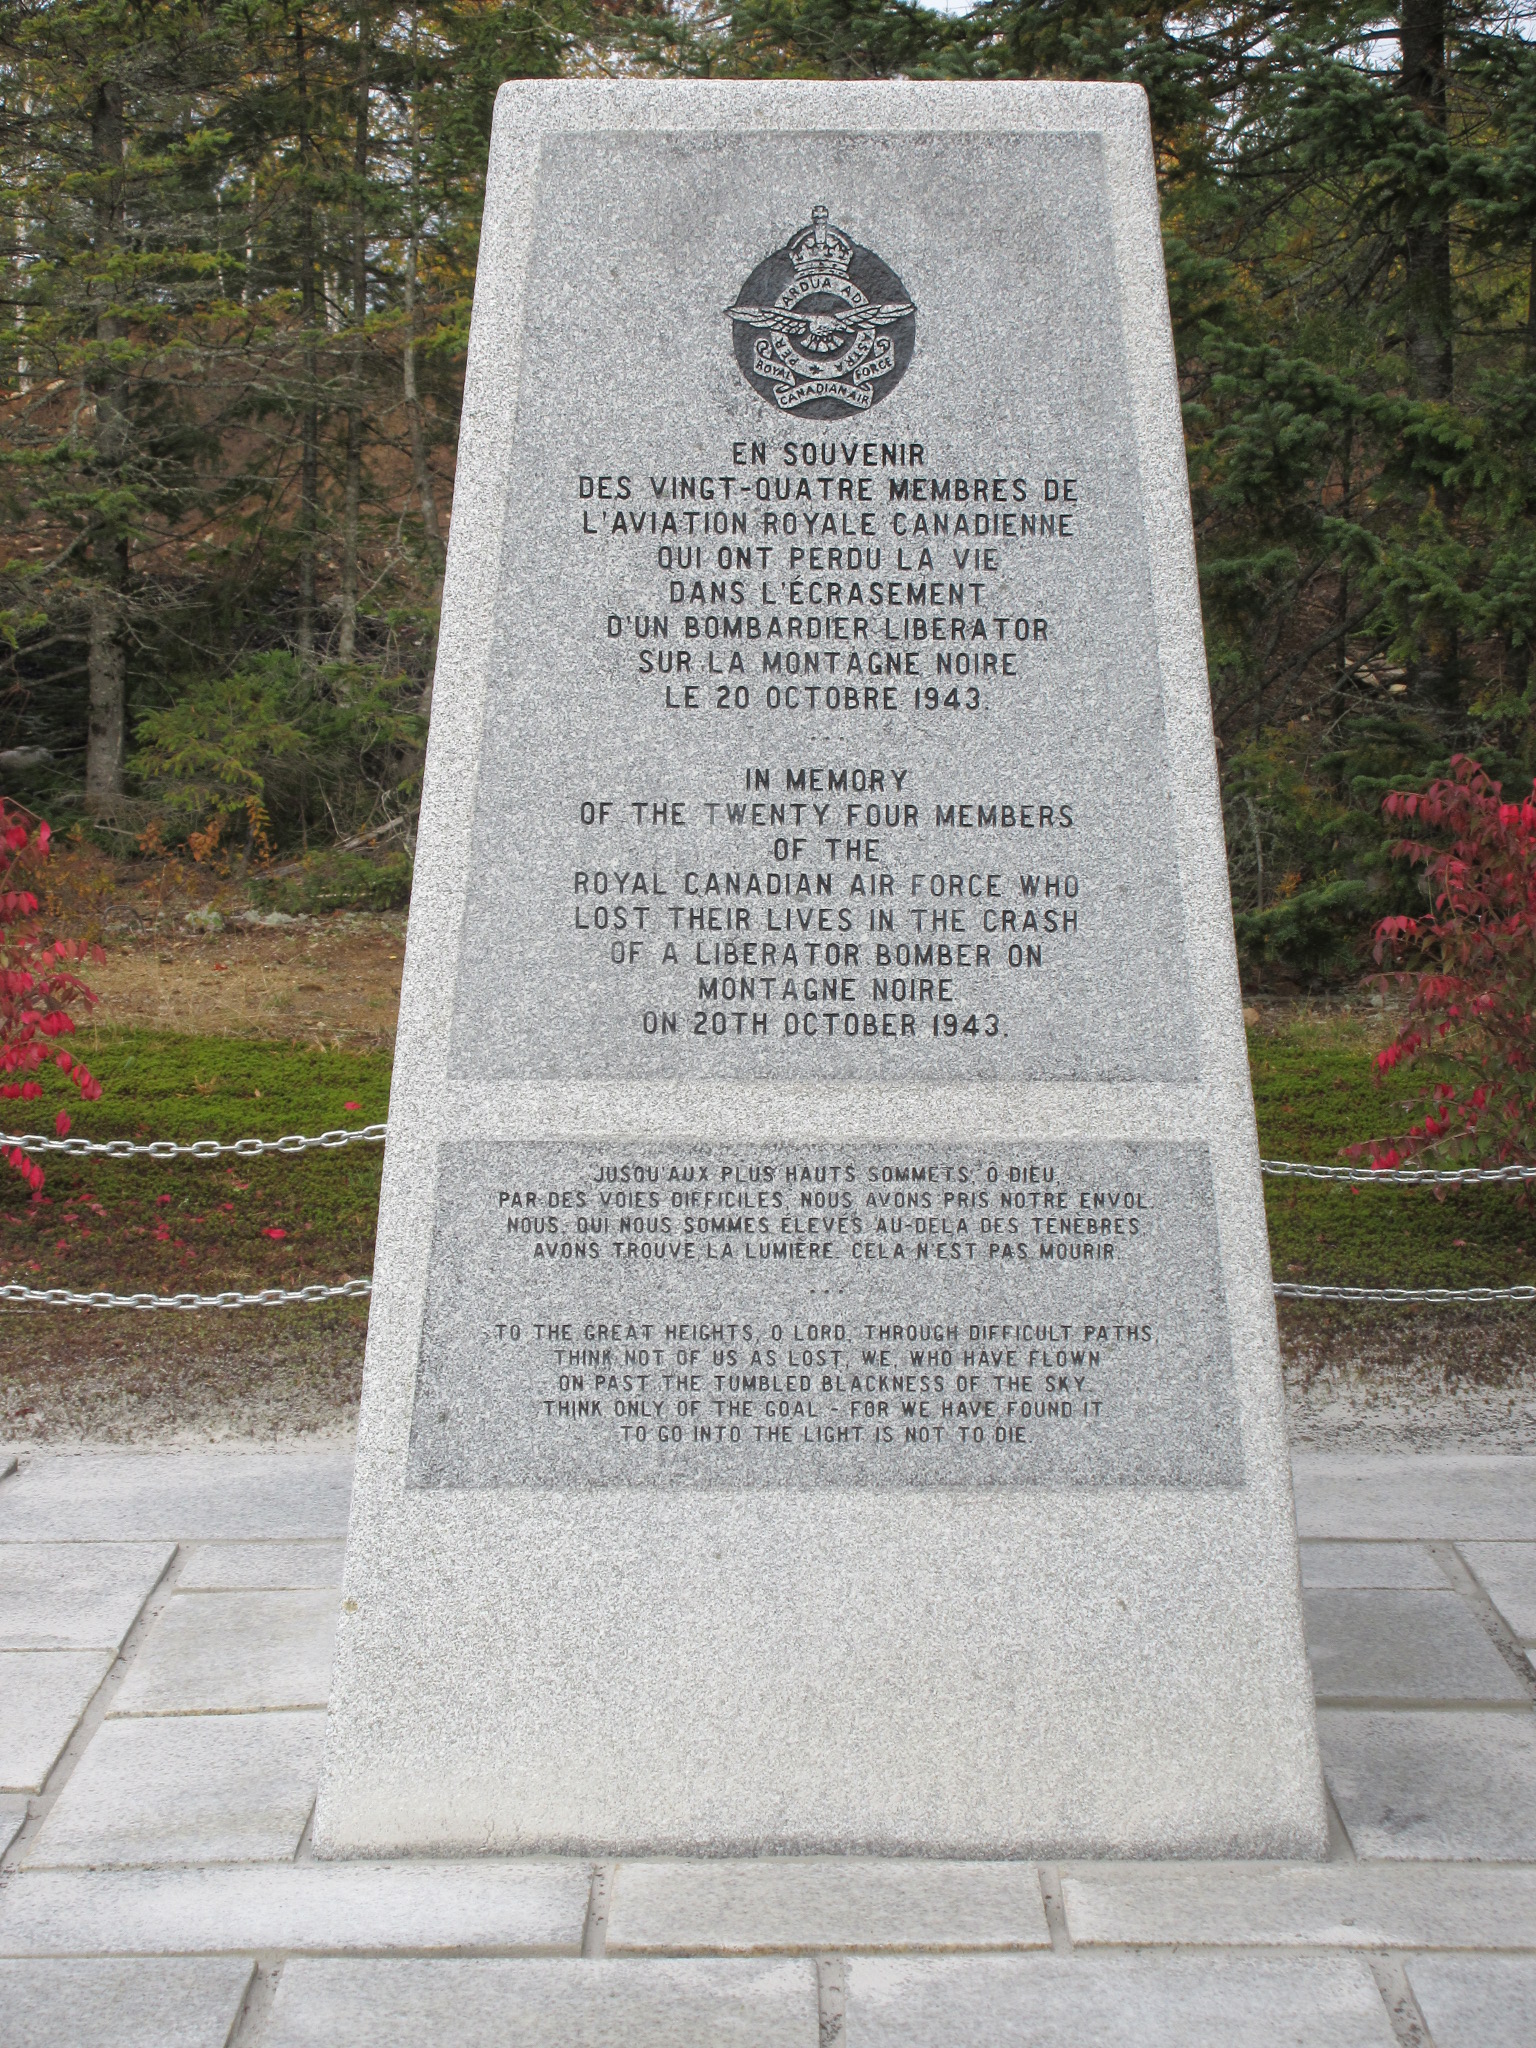 PER ARDUA AD ASTRA
ROYAL CANADIAN AIR FORCE
EN SOUVENIR
DES VINGT-QUATRE MEMBRES DE
L'AVIATION ROYALE CANADIENNE
QUI ONT PERDU LA VIE
DANS L'ÉCRASEMENT
D'UN BOMBARDIER LIBERATOR
SUR LA MONTAGNE NOIRE
LE 20 OCTOBRE 1943.
...
IN MEMORY
OF THE TWENTY FOUR MEMBERS
OF THE
ROYAL CANADIAN AIR FORCE WHO
LOST THEIR LIVES IN THE CRASH
OF A LIBERATOR BOMBER ON
MONTAGNE NOIRE
ON 20TH OCTOBER 1943.
JUSQU'AUX PLUS HAUTS SOMMETS, Ô DIEU,
PAR DES VOIES DIFFICILES, NOUS AVONS PRIS NOTRE ENVOL.
NOUS, QUI NOUS SOMMES ÉLEVÉS AU-DELÀ DES TÉNÈBRES,
AVONS TROUVÉ LA LUMIÈRE. CELA N'EST PAS MOURIR.
...
TO THE GREAT HEIGHTS, O LORD, THROUGH DIFFICULT PATHS,
THINK NOT OF US AS LOST, WE, WHO HAVE FLOWN
ON PAST THE TUMBLED BLACKNESS OF THE SKY.
THINK ONLY OF THE GOAL - FOR WE HAVE FOUND IT
TO GO INTO THE LIGHT IS NOT TO DIE.